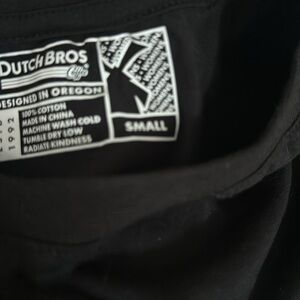 DUTCH BROS
DESIGNED IN OREGON
100% COTTON
MADE IN CHINA
MACHINE WASH COLD
TUMBLE DRY LOW
RADIATE KINDNESS
1992
SMALL